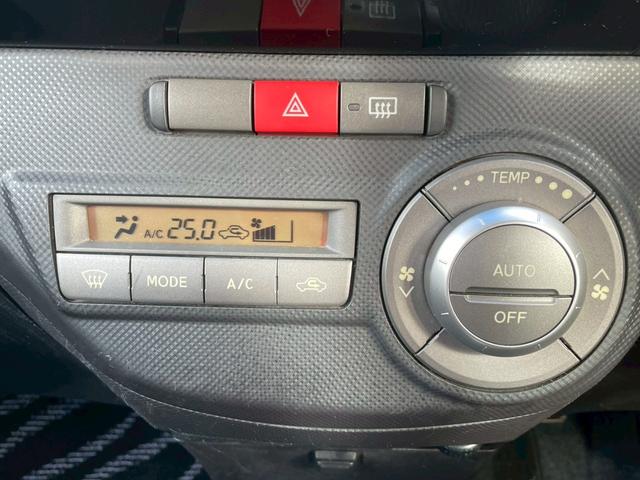 TEMP
A/C 25.0
AUTO
OFF
MODE
A/C